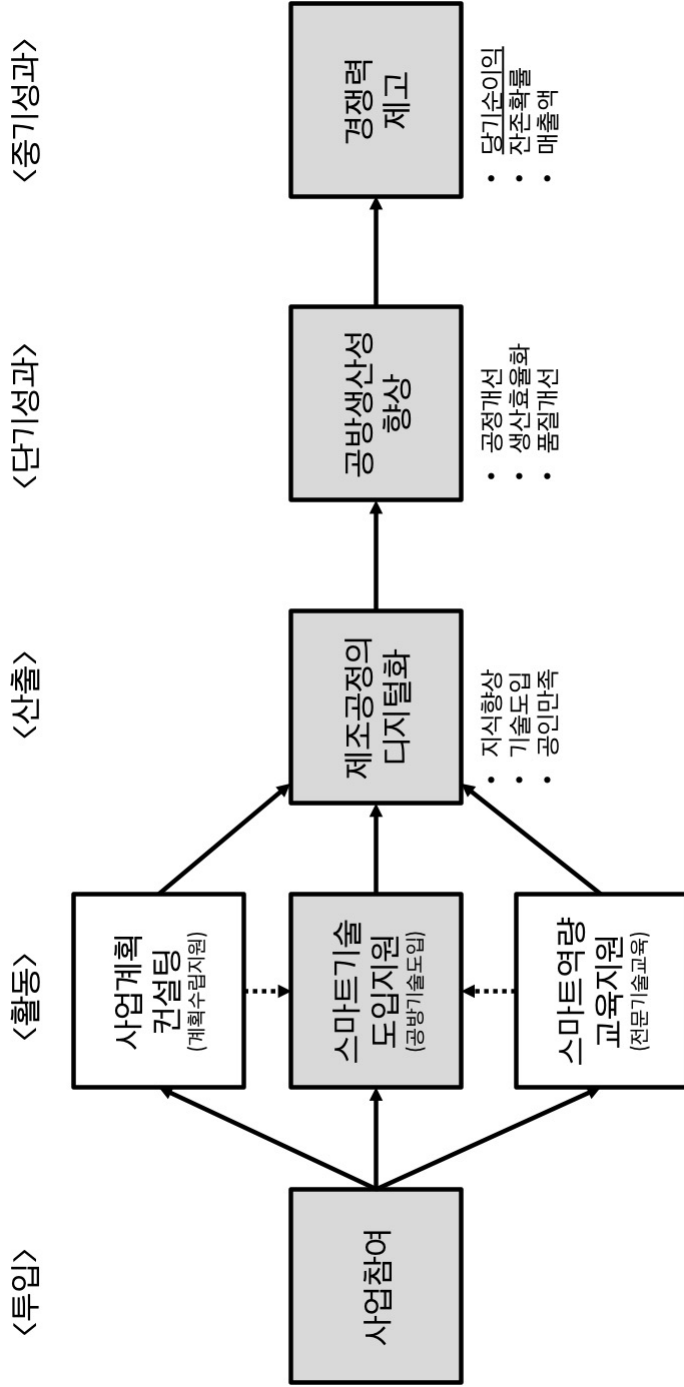 <투입>
<활동>
<산출>
<단기성과>
<중기성과>
사업참여
사업계획
컨설팅
(계획수립지원)
스마트기술
도입지원
(공방기술도입)
스마트역량
교육지원
(전문기술교육)
제조공정의
디지털화
• 지식향상
• 기술도입
• 공인만족
공방생산성
향상
• 공정개선
• 생산효율화
• 품질개선
경쟁력
제고
• 당기순이익
• 잔존확률
• 매출액